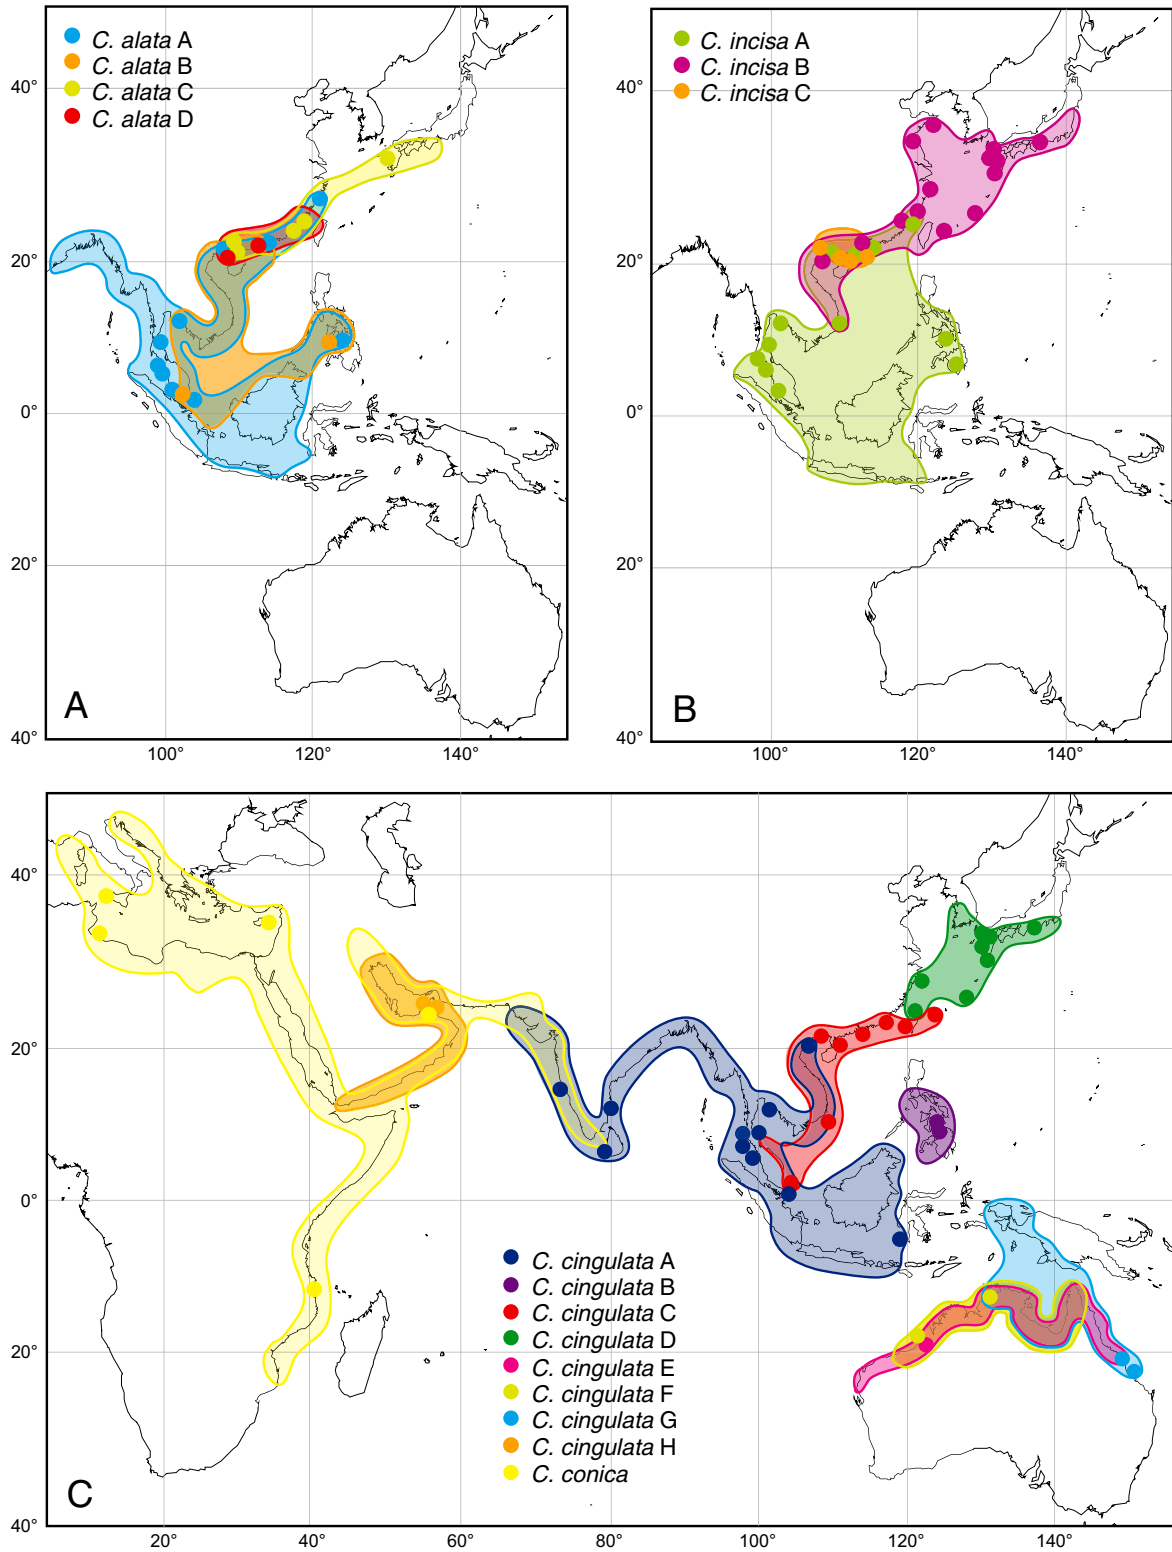 C. alata A
C. alata B
C. alata C
C. alata D
40°
20°
0°
20°
40°
A
100°
120°
140°
C. incisa A
C. incisa B
C. incisa C
40°
20°
0°
20°
40°
B
100°
120°
140°
40°
20°
0°
20°
40°
C. cingulata A
C. cingulata B
C. cingulata C
C. cingulata D
C. cingulata E
C. cingulata F
C. cingulata G
C. cingulata H
C. conica
C
20°
40°
60°
80°
100°
120°
140°